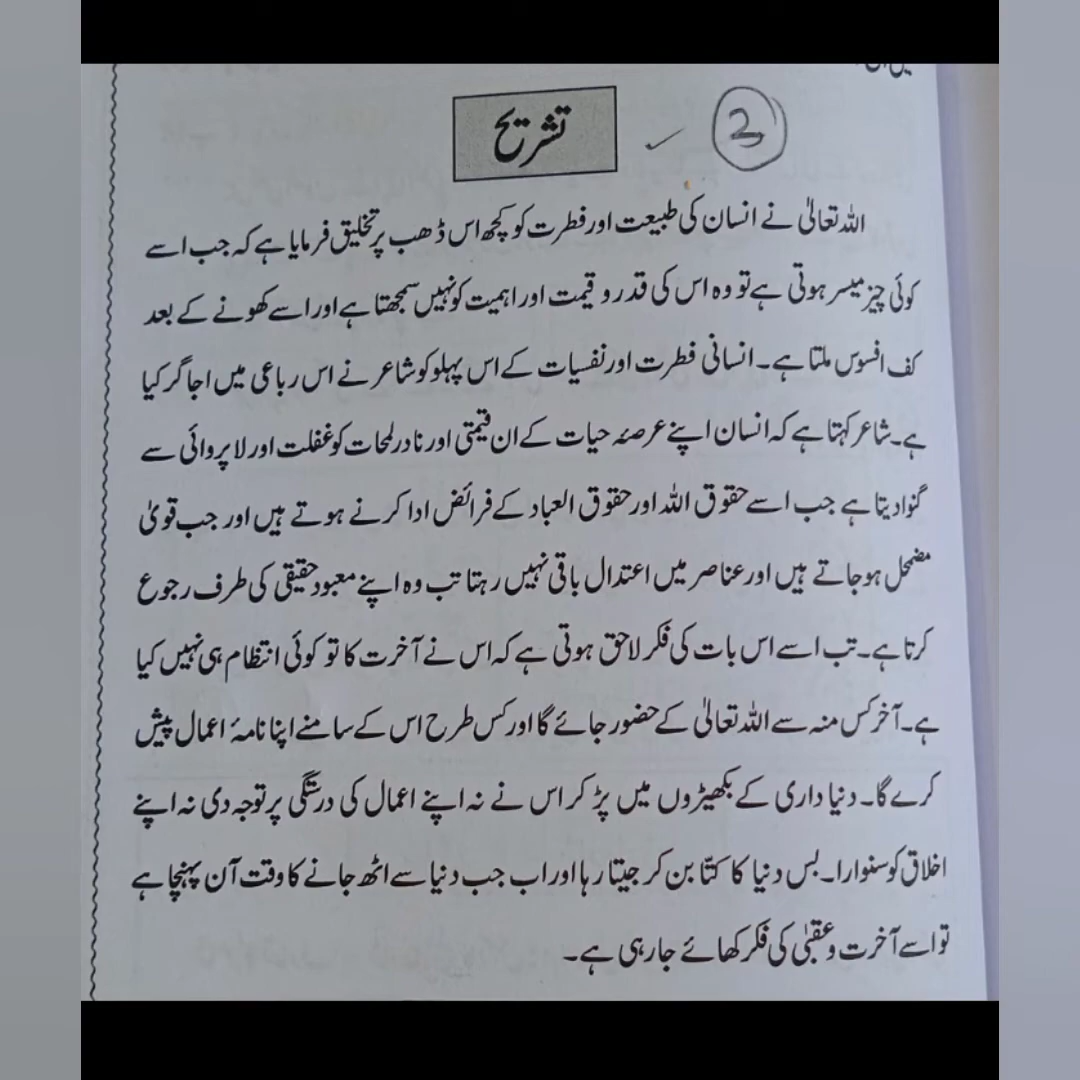 تشریح
2
اللہ تعالیٰ نے انسان کی طبیعت اور فطرت کو کچھ اس ڈھب پر تخلیق فرمایا ہے کہ جب اسے
کوئی چیز میسر ہوتی ہے تو وہ اس کی قدر و قیمت اور اہمیت کو نہیں سمجھتا ہے اور اسے کھونے کے بعد
کف افسوس ملتا ہے۔ انسانی فطرت اور نفسیات کے اس پہلو کو شاعر نے اس رباعی میں اجاگر کیا
ہے۔ شاعر کہتا ہے کہ انسان اپنے عرصۂ حیات کے ان قیمتی اور نادر لمحات کو غفلت اور لاپروائی سے
گنوا دیتا ہے جب اسے حقوق اللہ اور حقوق العباد کے فرائض ادا کرنے ہوتے ہیں اور جب قویٰ
مضمحل ہو جاتے ہیں اور عناصر میں اعتدال باقی نہیں رہتا تب وہ اپنے معبود حقیقی کی طرف رجوع
کرتا ہے۔ تب اسے اس بات کی فکر لاحق ہوتی ہے کہ اس نے آخرت کا تو کوئی انتظام ہی نہیں کیا
ہے۔ آخر کس منہ سے اللہ تعالیٰ کے حضور جائے گا اور کس طرح اس کے سامنے اپنا نامۂ اعمال پیش
کرے گا۔ دنیا داری کے بکھیڑوں میں پڑ کر اس نے نہ اپنے اعمال کی درستگی پر توجہ دی نہ اپنے
اخلاق کو سنوارا۔ بس دنیا کا کتّا بن کر جیتا رہا اور اب جب دنیا سے اٹھ جانے کا وقت آن پہنچا ہے
تو اسے آخرت و عقبیٰ کی فکر کھائے جا رہی ہے۔